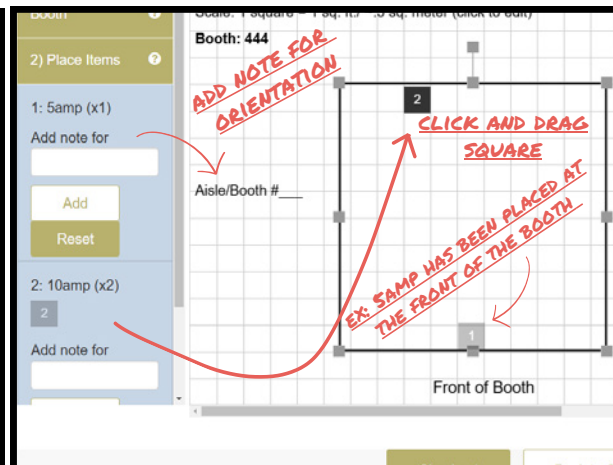 Booth
Scale: 1 square = 1 sq. ft./ ~.3 sq. meter (click to edit)
Booth: 444
2) Place Items ?
1: 5amp (x1)
Add note for
Add
Reset
2: 10amp (x2)
2
Add note for
ADD NOTE FOR
ORIENTATION
Aisle/Booth #___
2
CLICK AND DRAG
SQUARE
EX: 5AMP HAS BEEN PLACED AT
THE FRONT OF THE BOOTH
1
Front of Booth